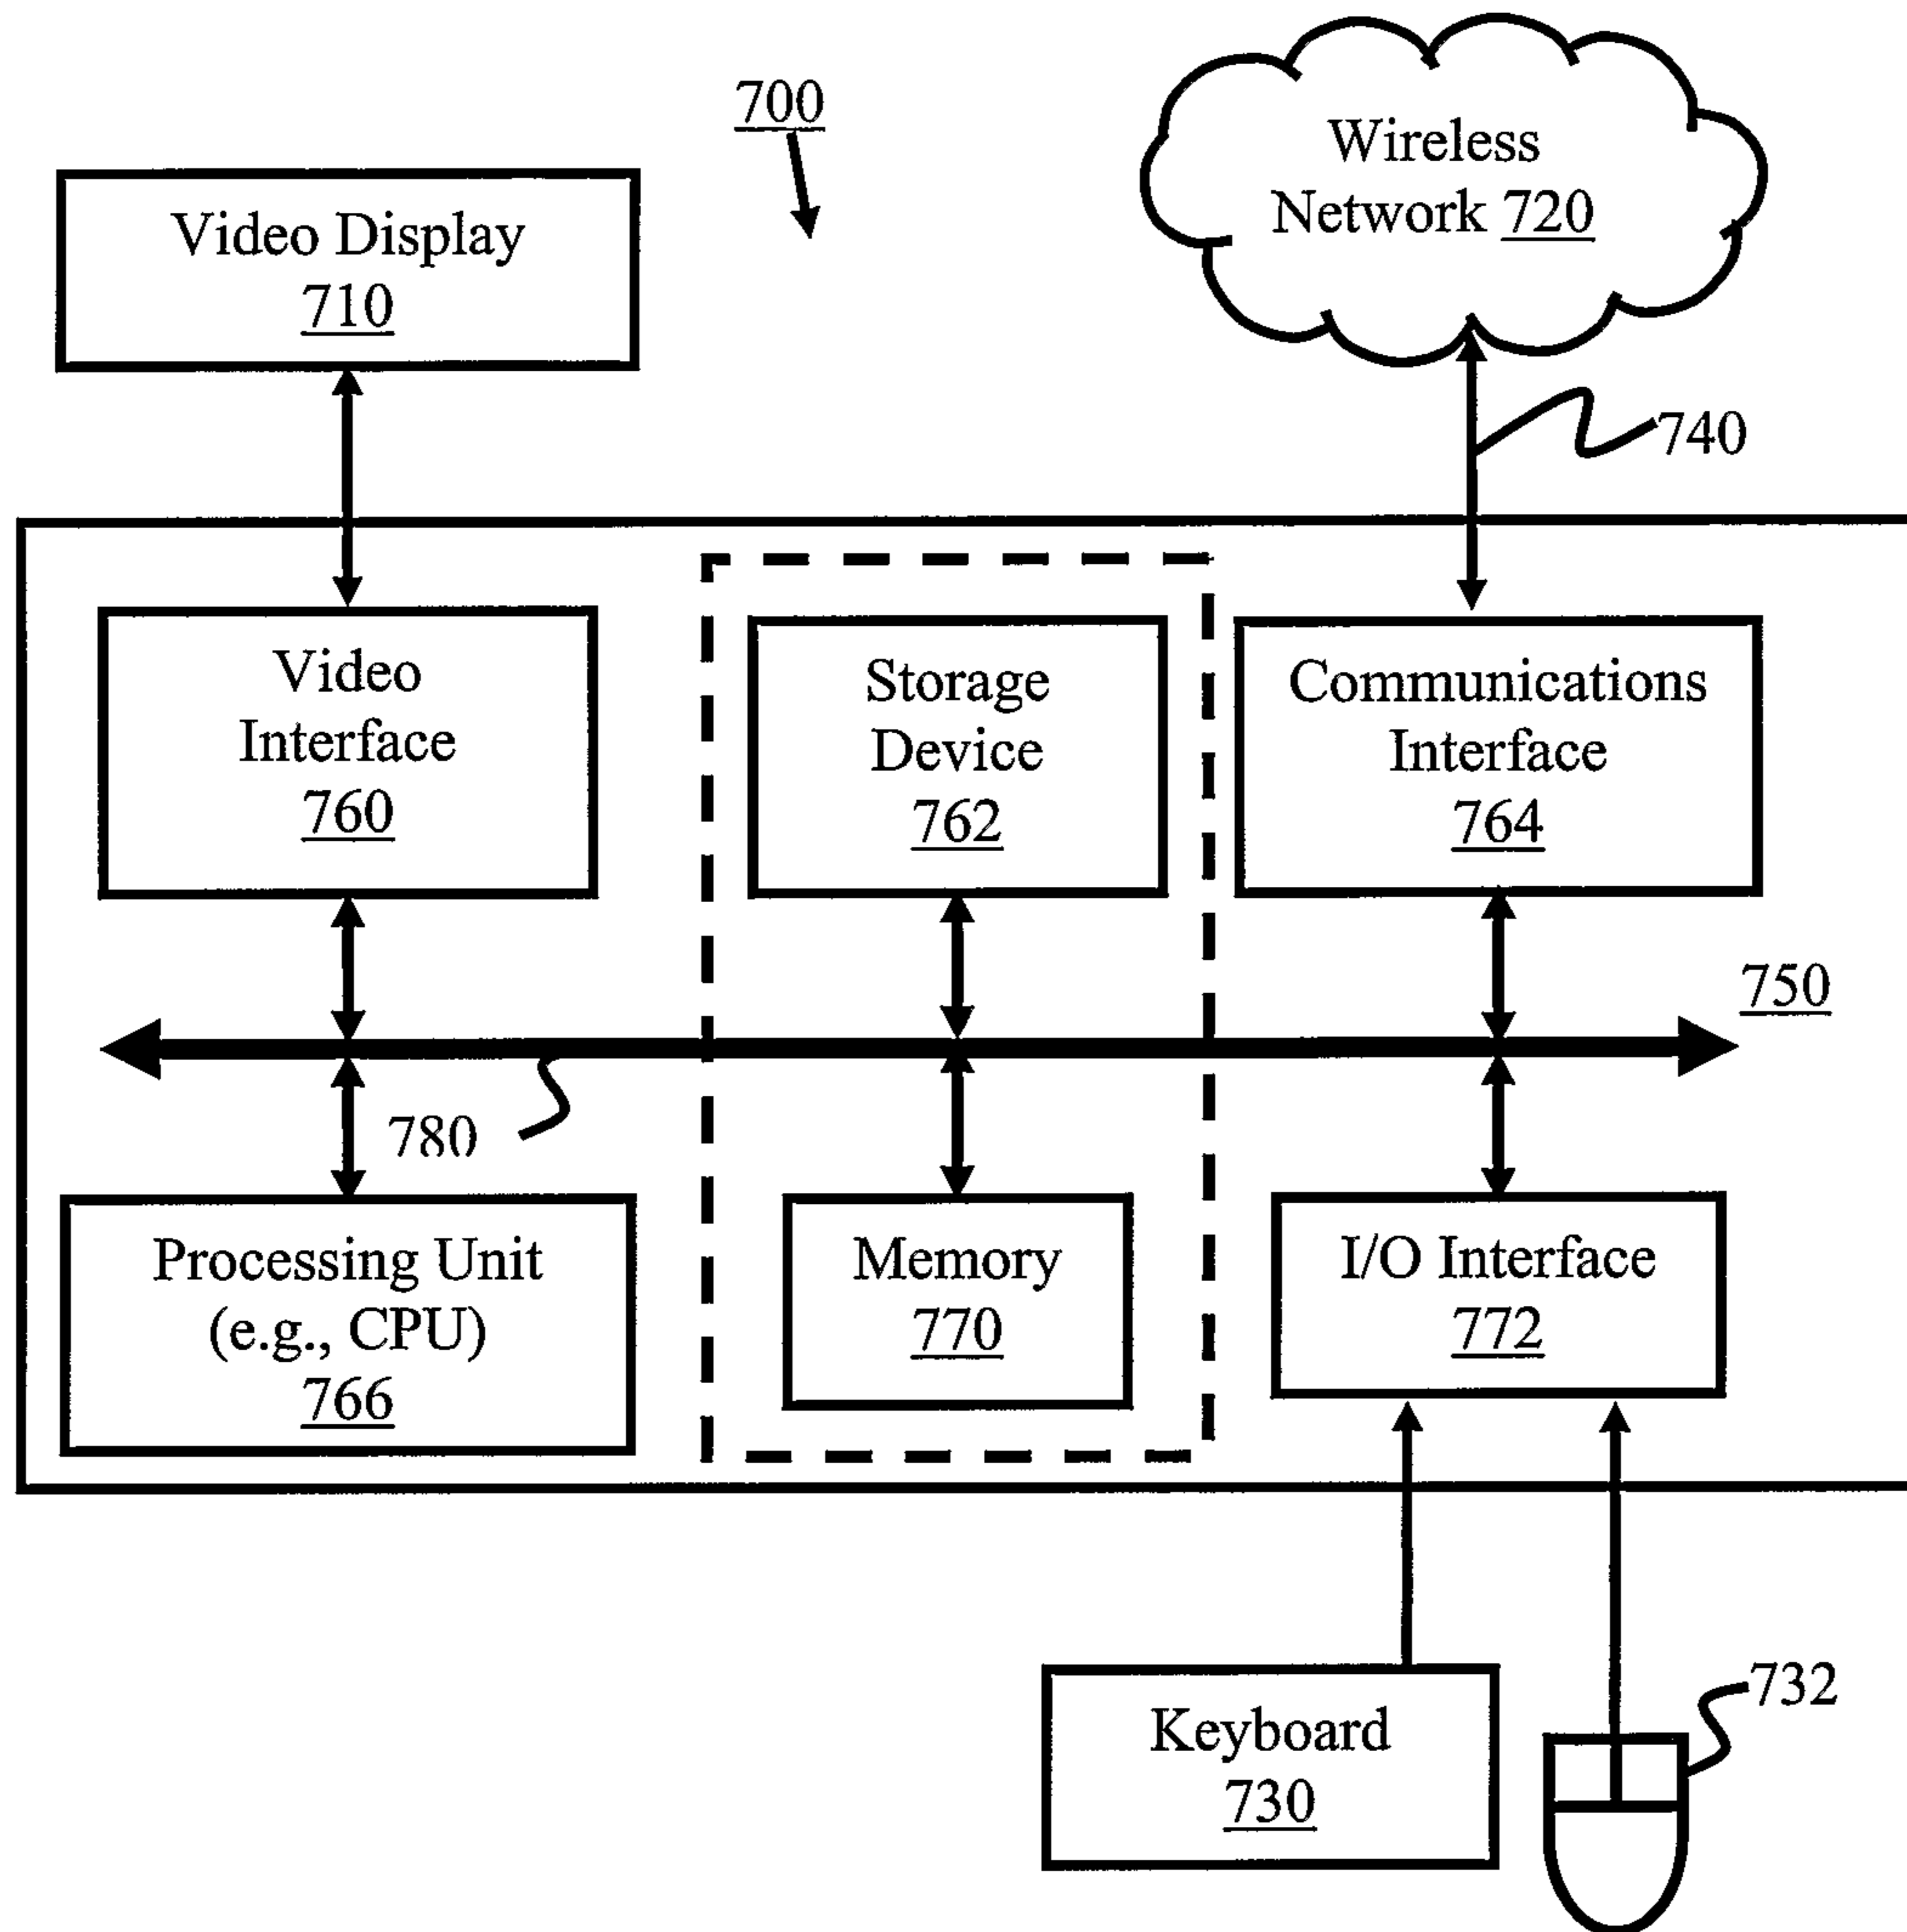 700
Video Display
710
Wireless
Network 720
740
Video
Interface
760
Storage
Device
762
Communications
Interface
764
750
780
Processing Unit
(e.g., CPU)
766
Memory
770
I/O Interface
772
Keyboard
730
732